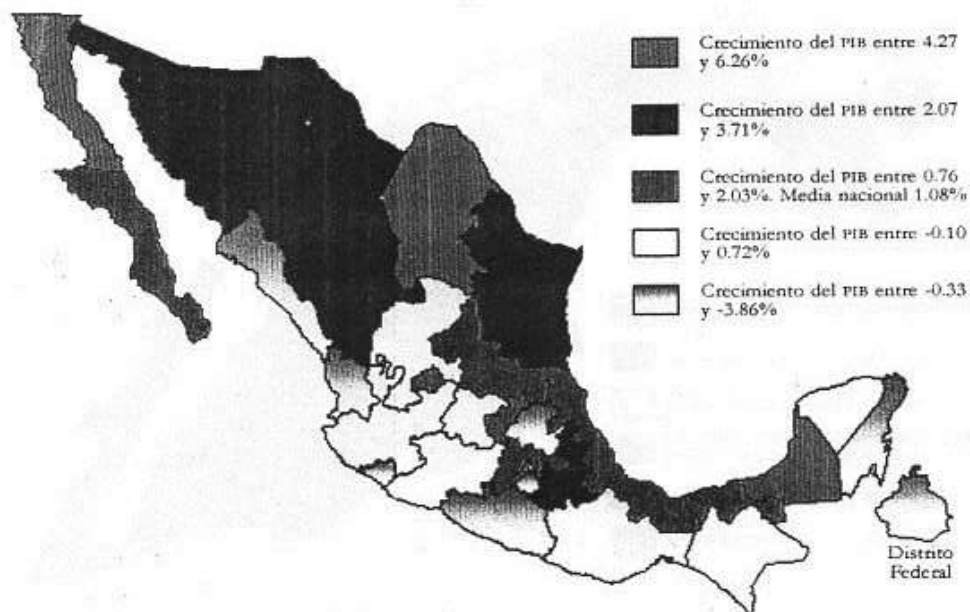 Crecimiento del PIB entre 4.27
y 6.26%
Crecimiento del PIB entre 2.07
y 3.71%
Crecimiento del PIB entre 0.76
y 2.03%. Media nacional 1.08%
Crecimiento del PIB entre -0.10
y 0.72%
Crecimiento del PIB entre -0.33
y -3.86%
Distrito
Federal